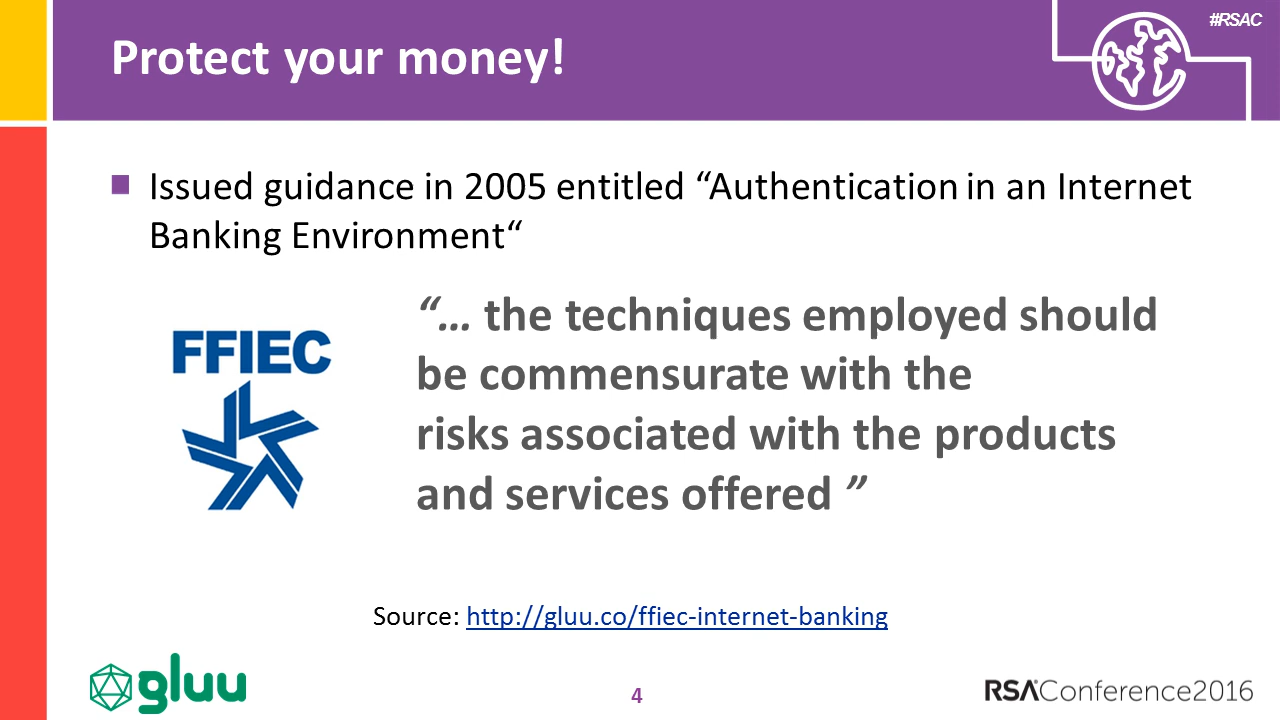 #RSAC
Protect your money!
Issued guidance in 2005 entitled “Authentication in an Internet
Banking Environment“
FFIEC
“… the techniques employed should
be commensurate with the
risks associated with the products
and services offered ”
Source: http://gluu.co/ffiec-internet-banking
gluu
4
RSA Conference2016